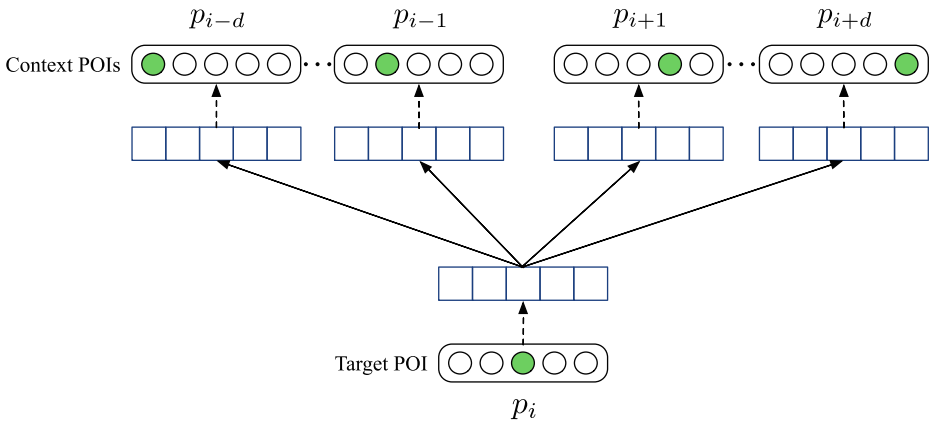 p_{i-d} p_{i-1} p_{i+1} p_{i+d}
Context POIs ··· ···
Target POI
p_i